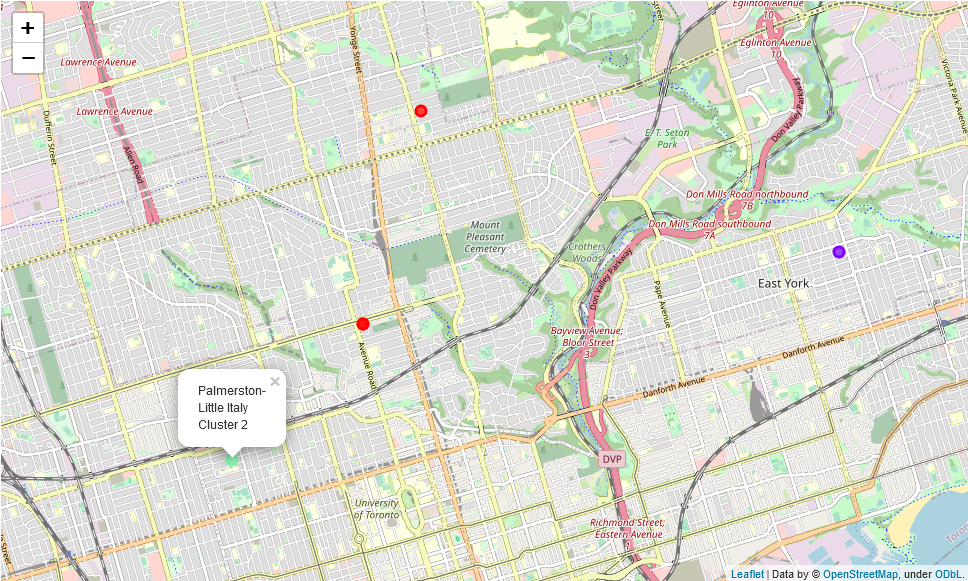 +
−
Eglinton Avenue
10
Eglinton Avenue
10
Yonge Street
Street
Lawrence Avenue
Lawrence Avenue
Dufferin Street
Allen Road
Victoria Park Avenue
Don Valley Parkway
E. T. Seton
Park
Don Mills Road northbound
7B
Don Mills Road southbound
7A
Mount
Pleasant
Cemetery
Crothers
Woods
East York
Don Valley Parkway
Pape Avenue
Bayview Avenue;
Bloor Street
3
Avenue Road
Danforth Avenue
Danforth Avenue
Palmerston-
Little Italy
Cluster 2
×
DVP
University
of Toronto
Richmond Street;
Eastern Avenue
Leaflet | Data by © OpenStreetMap, under ODbL.